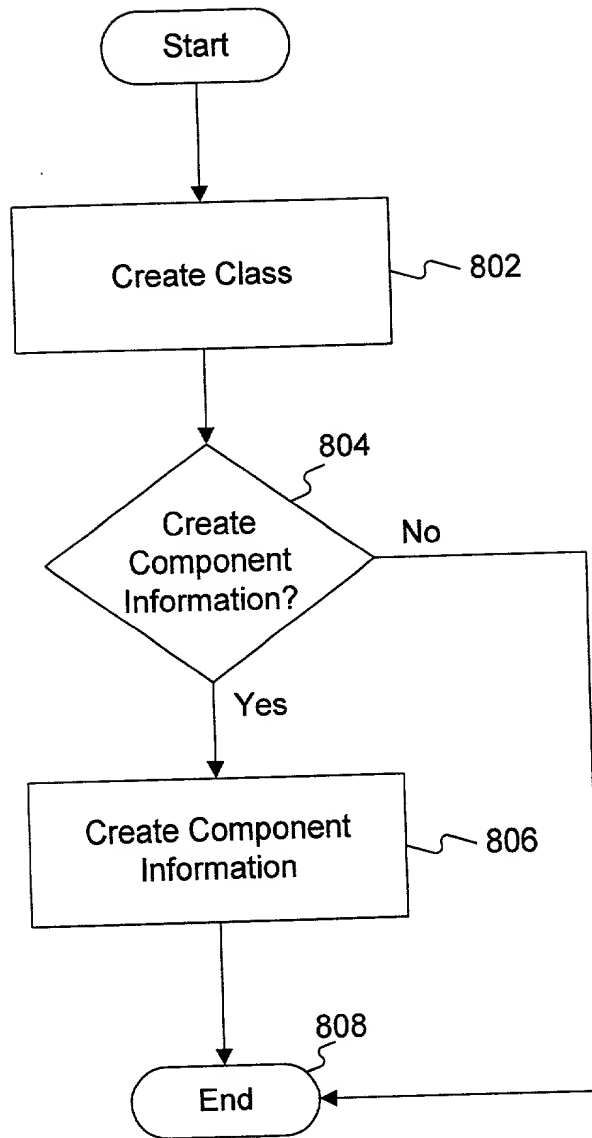 Start
Create Class
802
804
Create
Component
Information?
No
Yes
Create Component
Information
806
808
End